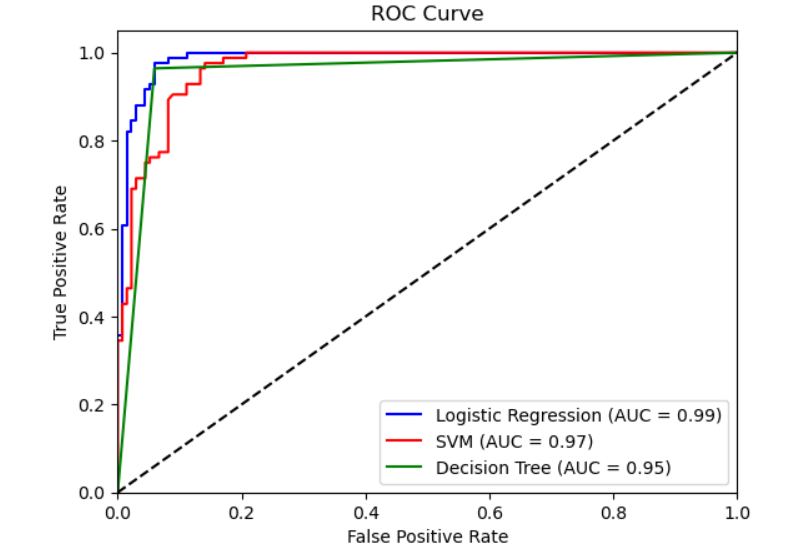 ROC Curve
1.0
0.8
0.6
0.4
0.2
0.0
True Positive Rate
Logistic Regression (AUC = 0.99)
SVM (AUC = 0.97)
Decision Tree (AUC = 0.95)
0.0 0.2 0.4 0.6 0.8 1.0
False Positive Rate